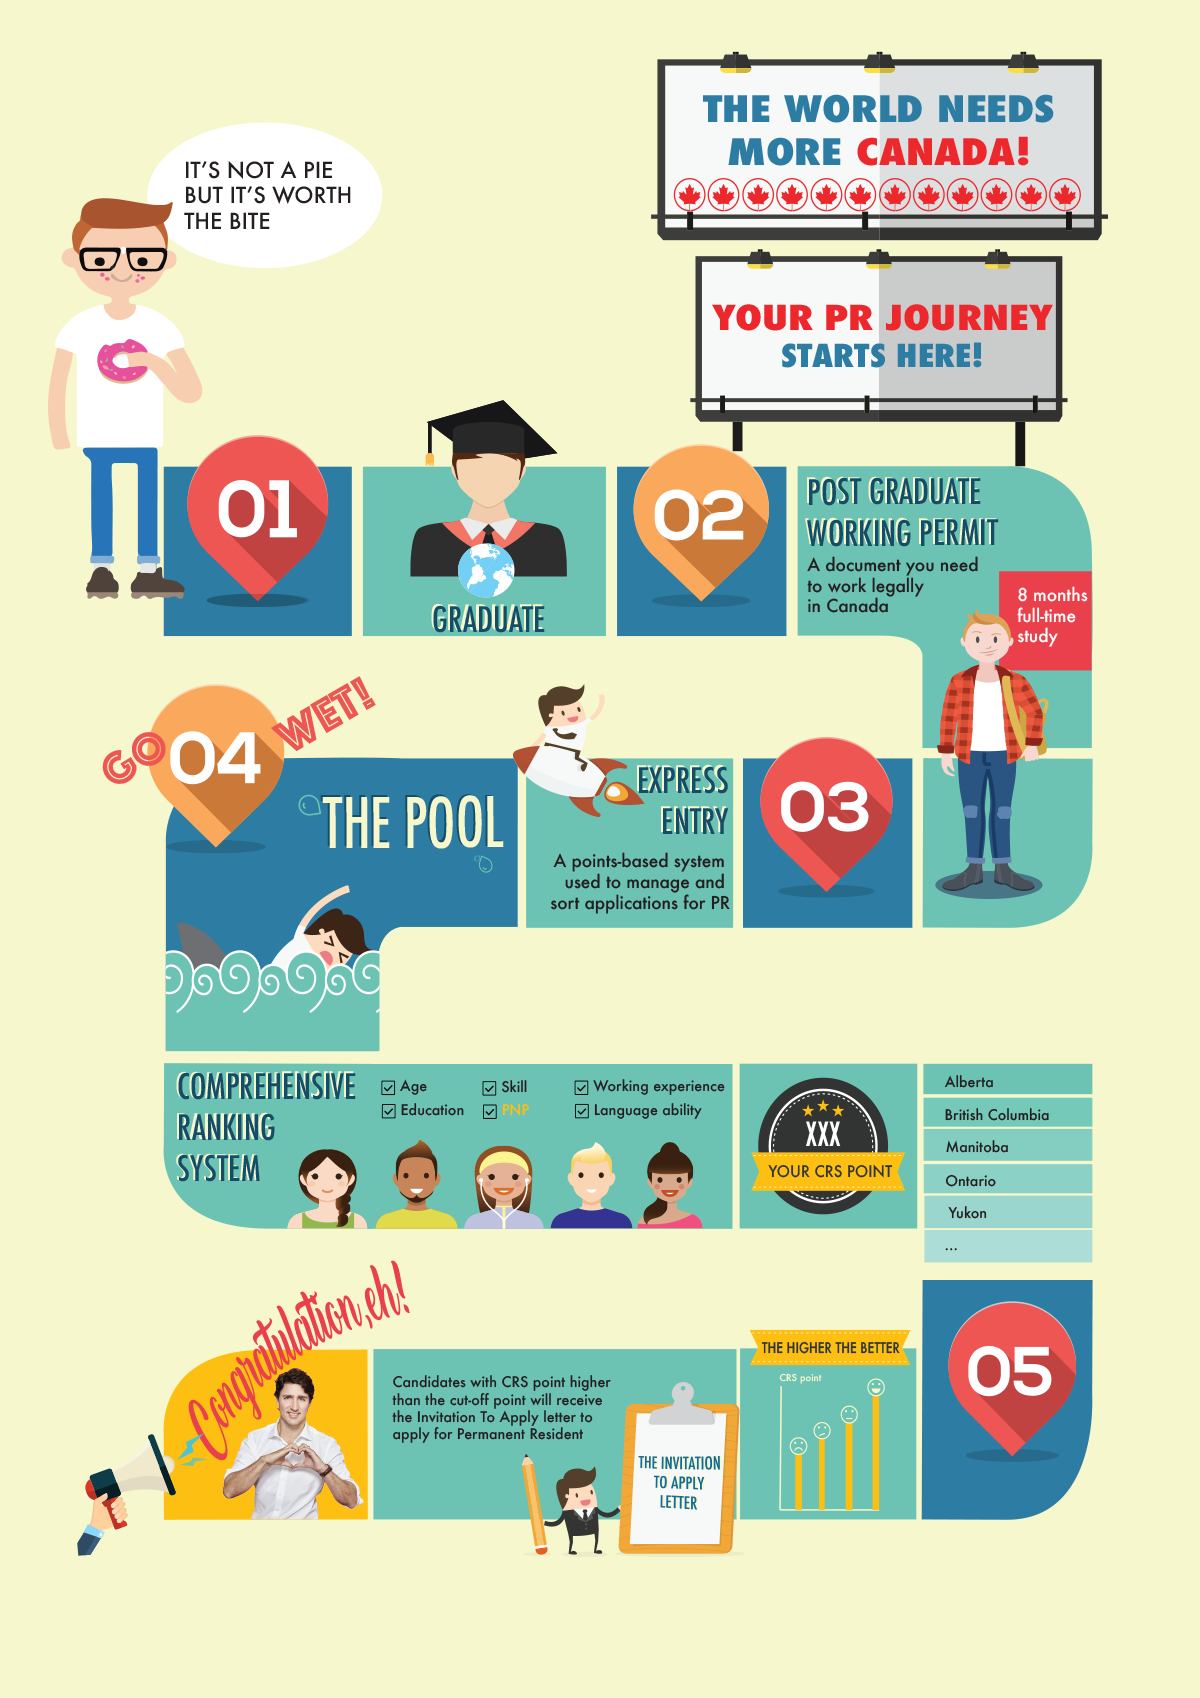 THE WORLD NEEDS
MORE CANADA!
IT'S NOT A PIE
BUT IT'S WORTH
THE BITE
YOUR PR JOURNEY
STARTS HERE!
01
GRADUATE
02
POST GRADUATE
WORKING PERMIT
A document you need
to work legally
in Canada
8 months
full-time
study
03
EXPRESS
ENTRY
A points-based system
used to manage and
sort applications for PR
GO
04
WET!
THE POOL
COMPREHENSIVE
RANKING
SYSTEM
Age
Skill
Working experience
Education
PNP
Language ability
XXX
YOUR CRS POINT
Alberta
British Columbia
Manitoba
Ontario
Yukon
...
05
THE HIGHER THE BETTER
CRS point
Candidates with CRS point higher
than the cut-off point will receive
the Invitation To Apply letter to
apply for Permanent Resident
THE INVITATION
TO APPLY
LETTER
Congratulation,eh!